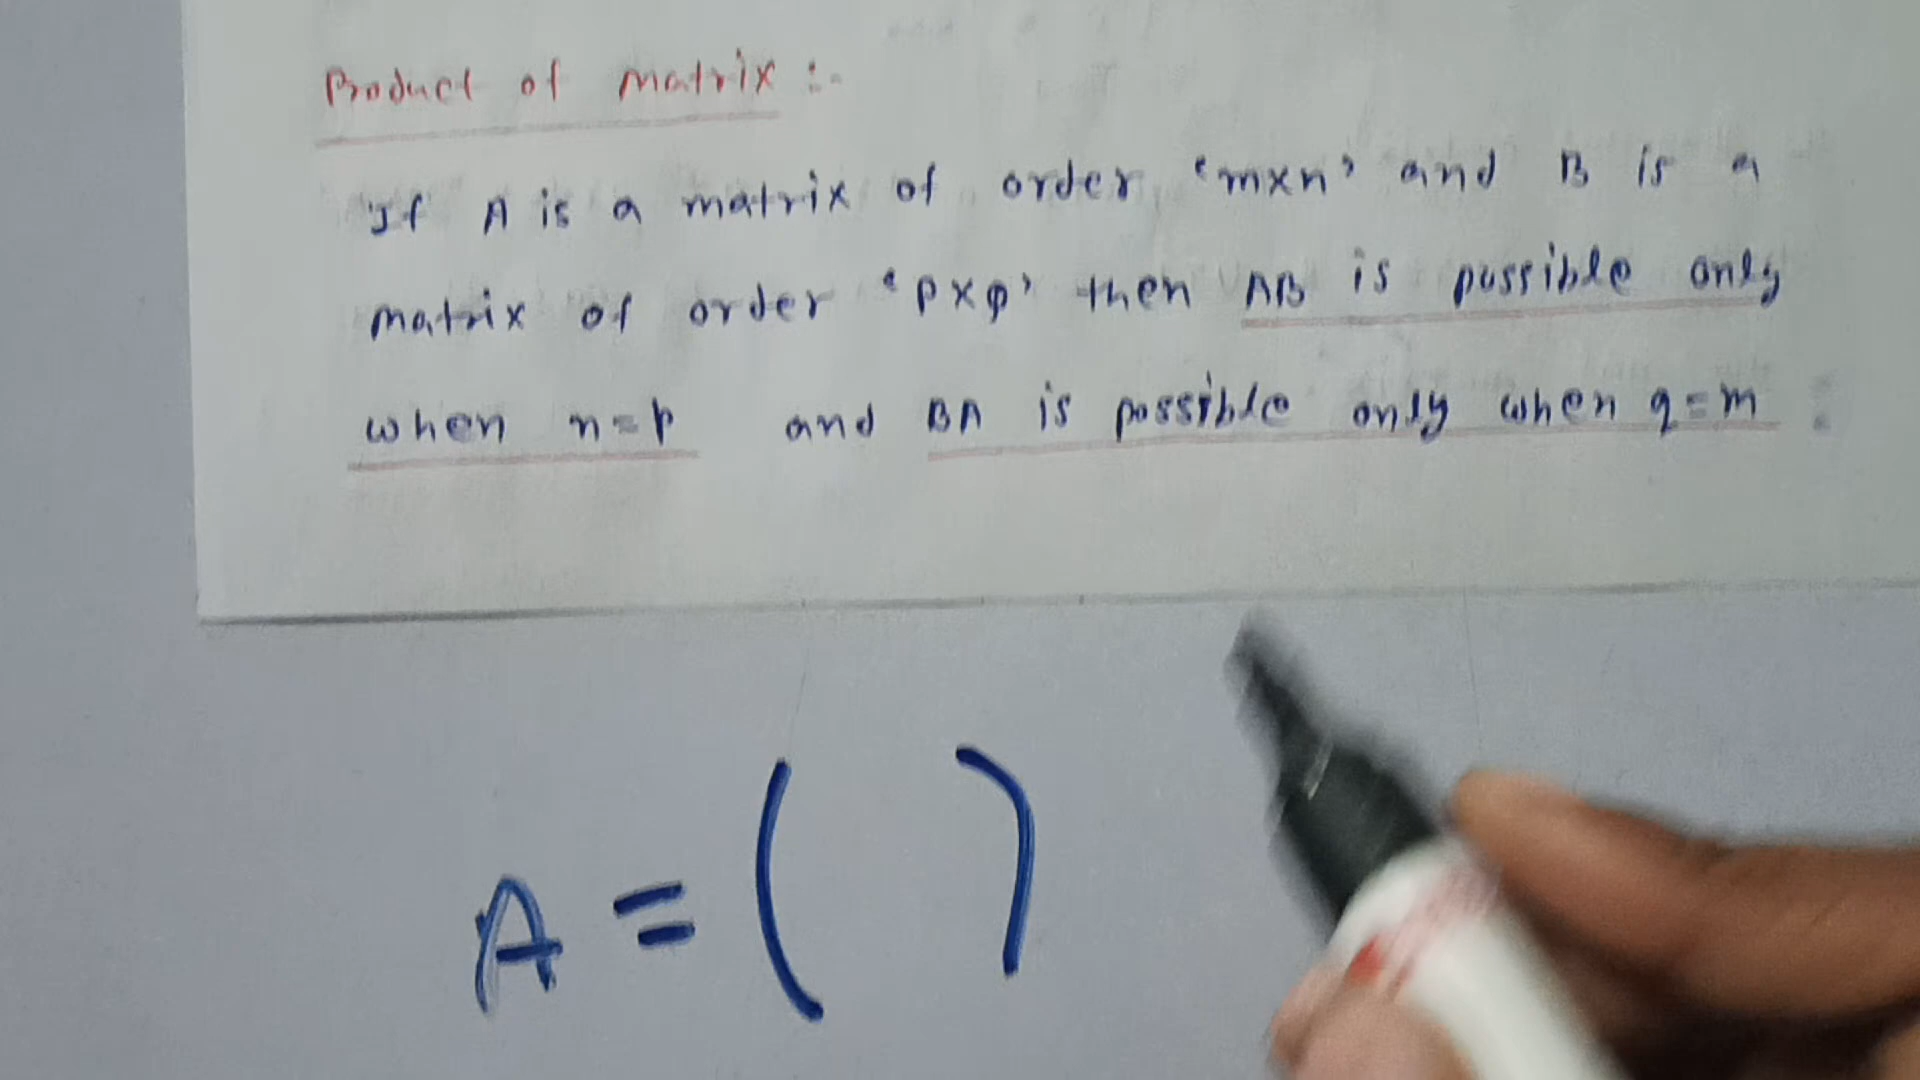 Product of matrix :-
If A is a matrix of order 'm×n' and B is a
matrix of order 'p×q' then AB is possible only
when n=p and BA is possible only when q=m
A = ( )